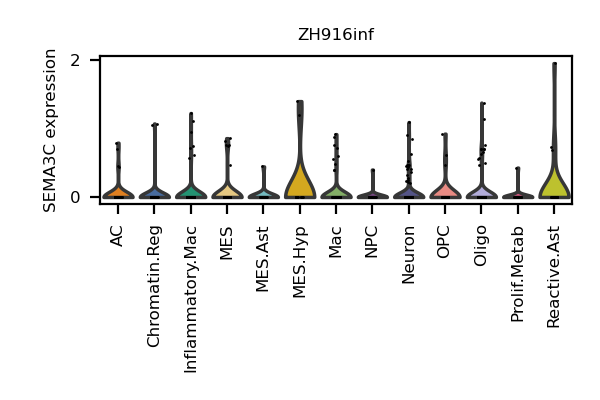 ZH916inf
SEMA3C expression
2
0
AC
Chromatin.Reg
Inflammatory.Mac
MES
MES.Ast
MES.Hyp
Mac
NPC
Neuron
OPC
Oligo
Prolif.Metab
Reactive.Ast